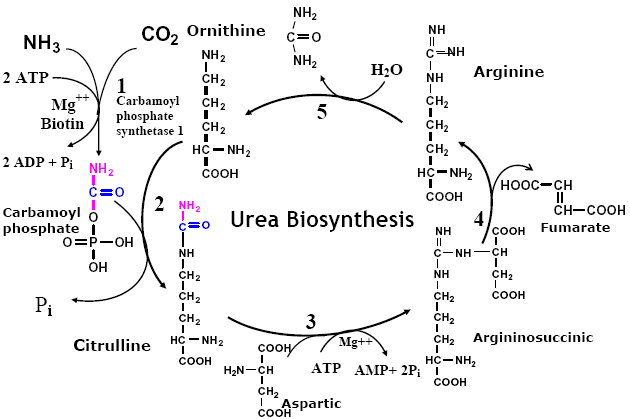 NH3
CO2
Ornithine
NH2
CH2
CH2
CH2
HC
NH2
COOH
NH2
C
O
NH2
H2O
NH
C
NH
NH
CH2
CH2
CH2
HC
NH2
COOH
Arginine
2 ATP
1
Mg++
Biotin
Carbamoyl
phosphate
synthetase 1
2 ADP + Pi
5
NH2
C
O
O
O
P
OH
OH
Carbamoyl
phosphate
2
Urea Biosynthesis
4
HOOC
CH
CH
COOH
Fumarate
NH2
C
O
NH
CH2
CH2
CH2
HC
NH2
COOH
Citrulline
Pi
3
Mg++
ATP
AMP+ 2Pi
COOH
H2N
CH
CH2
COOH
Aspartic
NH
C
NH
NH
CH2
CH2
CH2
HC
NH2
COOH
COOH
CH
CH2
COOH
Argininosuccinic